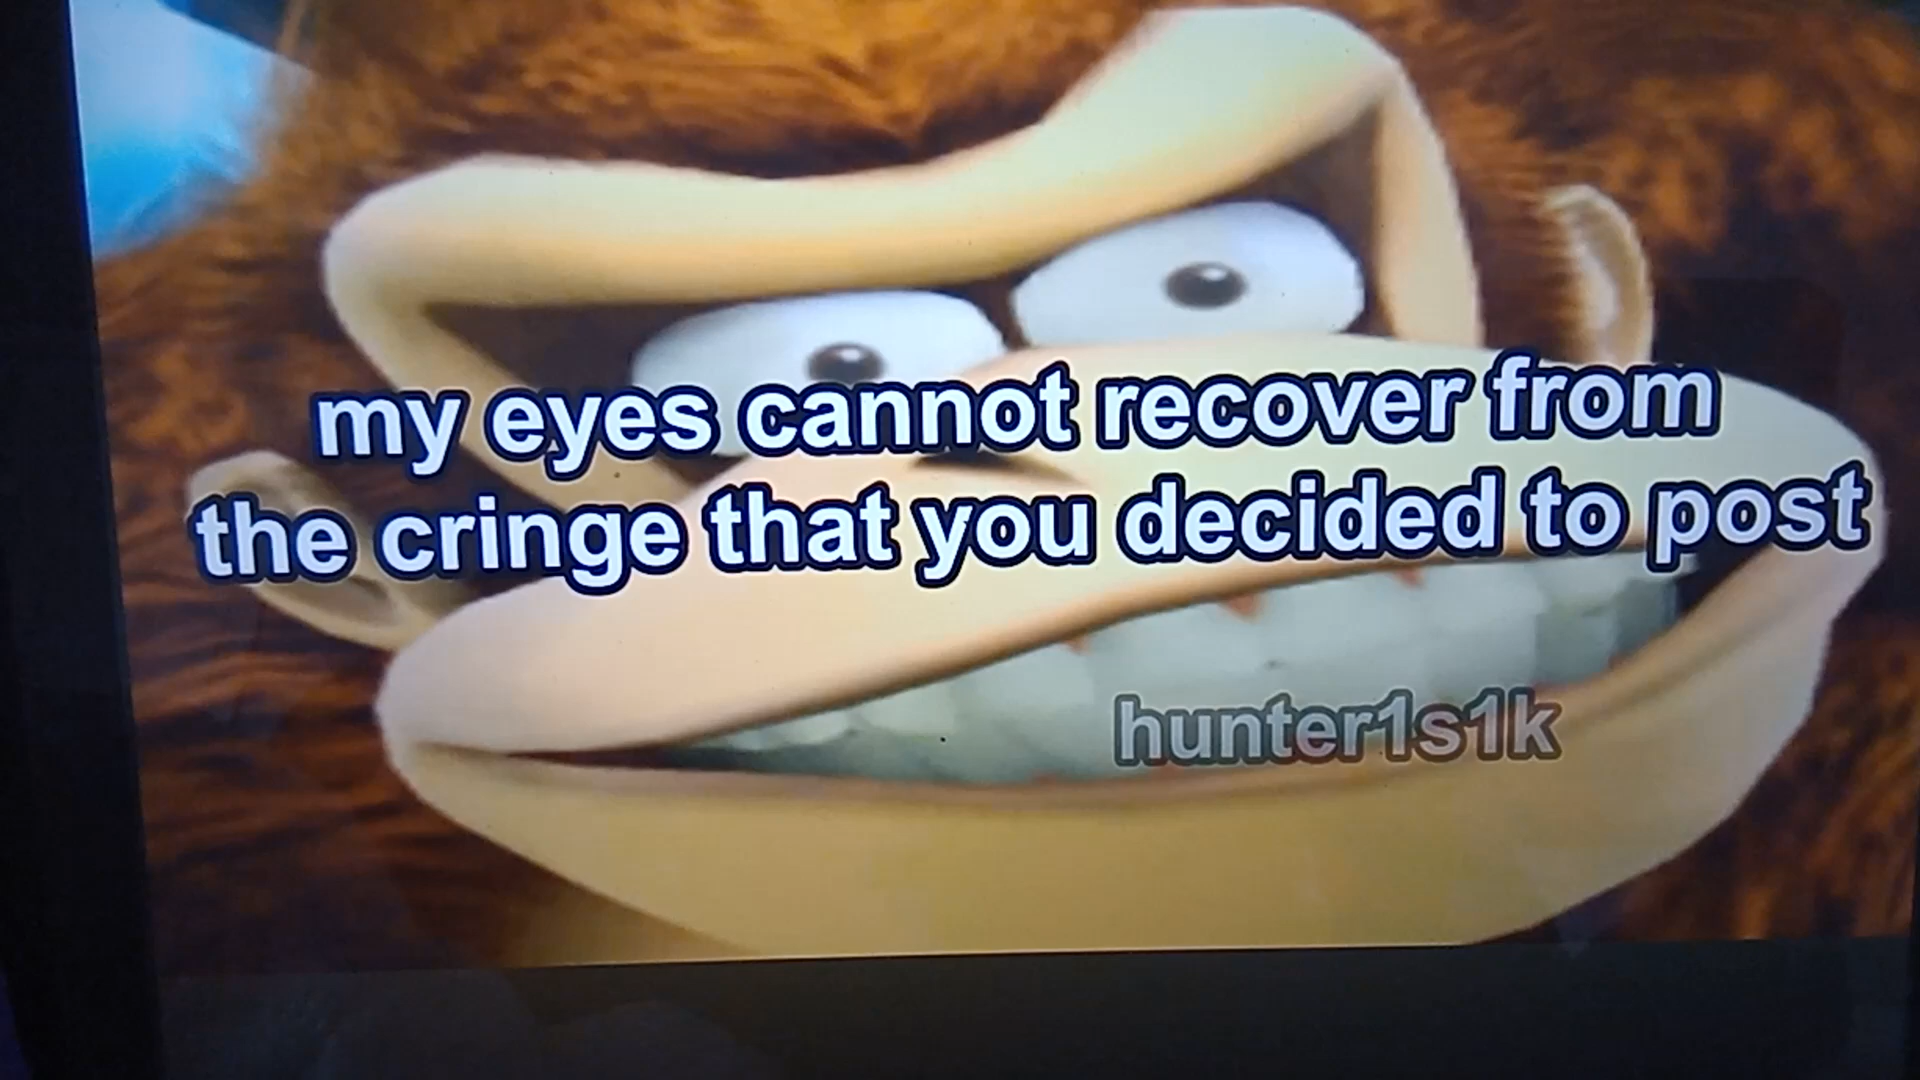 my eyes cannot recover from
the cringe that you decided to post
hunter1s1k